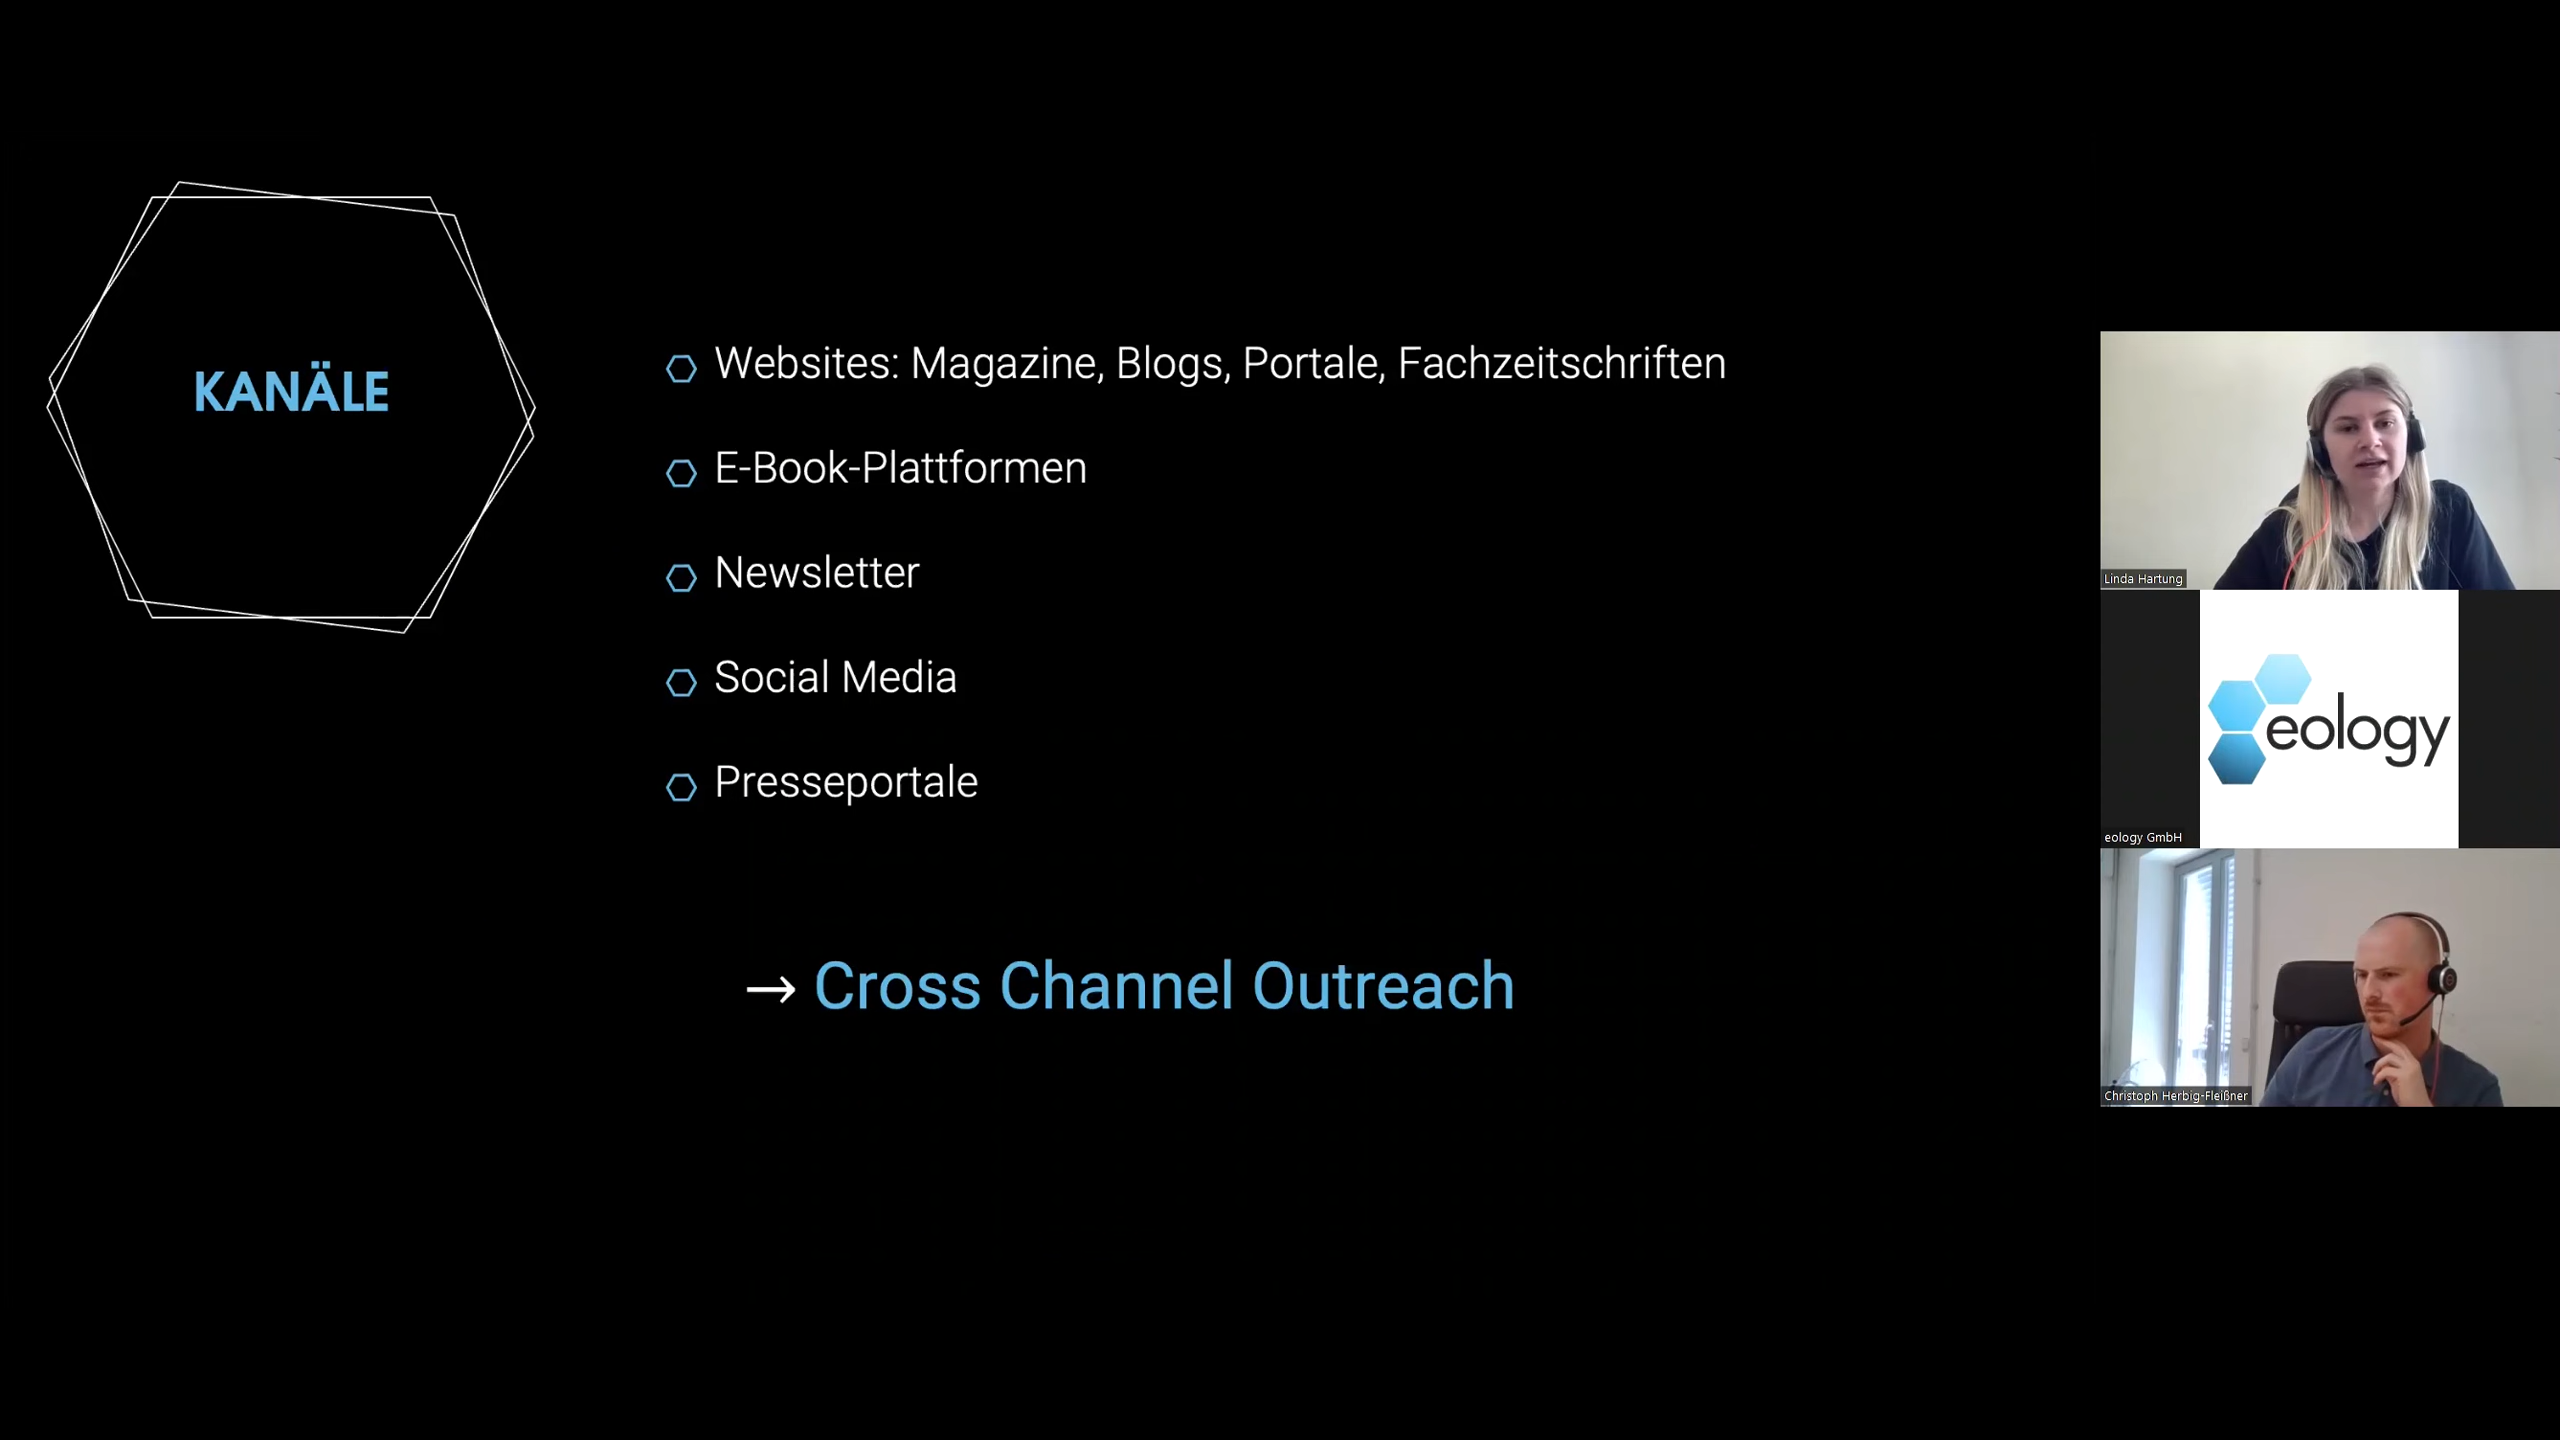 KANÄLE
Websites: Magazine, Blogs, Portale, Fachzeitschriften
E-Book-Plattformen
Newsletter
Social Media
Presseportale
→ Cross Channel Outreach
Linda Hartung
eology
eology GmbH
Christoph Herbig-Fleißner